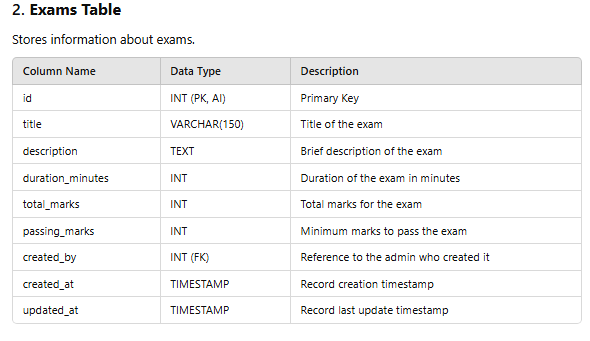 2. Exams Table
Stores information about exams.
Column Name Data Type Description
id INT (PK, AI) Primary Key
title VARCHAR(150) Title of the exam
description TEXT Brief description of the exam
duration_minutes INT Duration of the exam in minutes
total_marks INT Total marks for the exam
passing_marks INT Minimum marks to pass the exam
created_by INT (FK) Reference to the admin who created it
created_at TIMESTAMP Record creation timestamp
updated_at TIMESTAMP Record last update timestamp